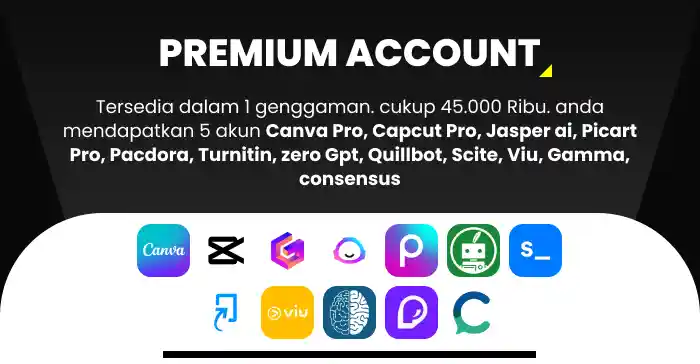 PREMIUM ACCOUNT
Tersedia dalam 1 genggaman. cukup 45.000 Ribu. anda
mendapatkan 5 akun Canva Pro, Capcut Pro, Jasper ai, Picart
Pro, Pacdora, Turnitin, zero Gpt, Quillbot, Scite, Viu, Gamma,
consensus
Canva
S_
viu